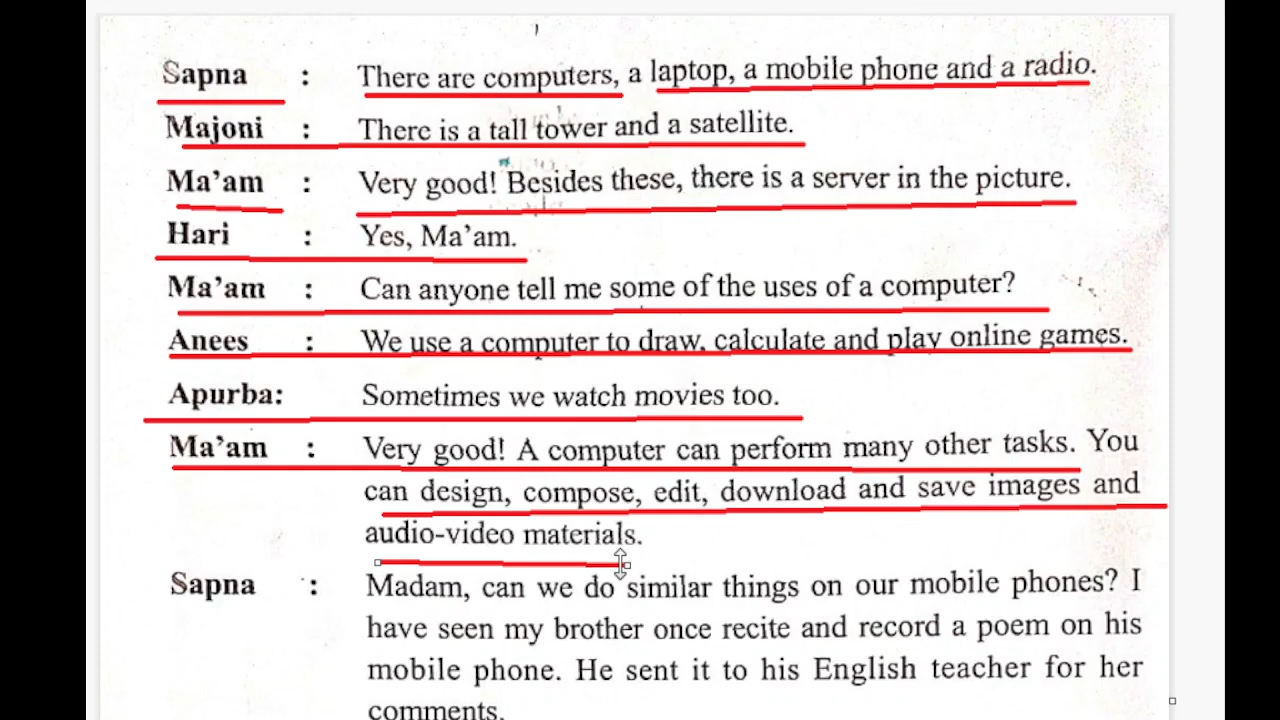 Sapna : There are computers, a laptop, a mobile phone and a radio.
Majoni : There is a tall tower and a satellite.
Ma'am : Very good! Besides these, there is a server in the picture.
Hari : Yes, Ma'am.
Ma'am : Can anyone tell me some of the uses of a computer?
Anees : We use a computer to draw, calculate and play online games.
Apurba: Sometimes we watch movies too.
Ma'am : Very good! A computer can perform many other tasks. You
can design, compose, edit, download and save images and
audio-video materials.
Sapna : Madam, can we do similar things on our mobile phones? I
have seen my brother once recite and record a poem on his
mobile phone. He sent it to his English teacher for her
comments.